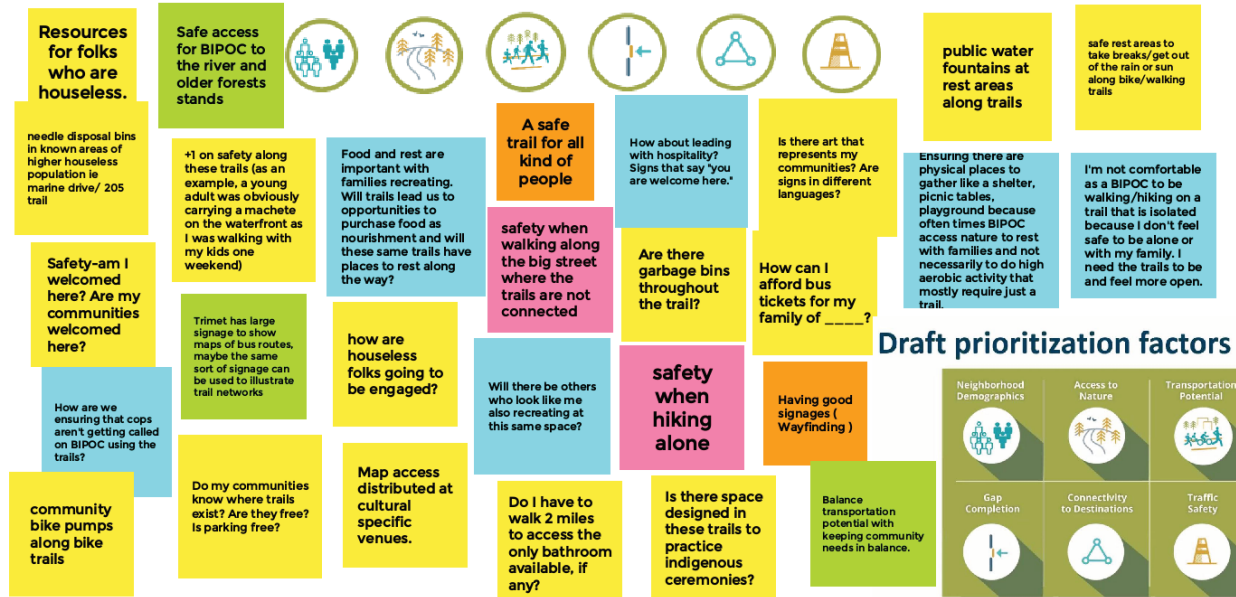 Resources
for folks
who are
houseless.
Safe access
for BIPOC to
the river and
older forests
stands
public water
fountains at
rest areas
along trails
safe rest areas to
take breaks/get out
of the rain or sun
along bike/walking
trails
needle disposal bins
in known areas of
higher houseless
population ie
marine drive/ 205
trail
+1 on safety along
these trails (as an
example, a young
adult was obviously
carrying a machete
on the waterfront as
I was walking with
my kids one
weekend)
Food and rest are
important with
families recreating.
Will trails lead us to
opportunities to
purchase food as
nourishment and will
these same trails have
places to rest along
the way?
A safe
trail for all
kind of
people
How about leading
with hospitality?
Signs that say "you
are welcome here."
Is there art that
represents my
communities? Are
signs in different
languages?
Ensuring there are
physical places to
gather like a shelter,
picnic tables,
playground because
often times BIPOC
access nature to rest
with families and not
necessarily to do high
aerobic activity that
mostly require just a
trail.
I'm not comfortable
as a BIPOC to be
walking/hiking on a
trail that is isolated
because I don't feel
safe to be alone or
with my family. I
need the trails to be
and feel more open.
safety when
walking along
the big street
where the
trails are not
connected
Safety-am I
welcomed
here? Are my
communities
welcomed
here?
Are there
garbage bins
throughout
the trail?
How can I
afford bus
tickets for my
family of ____?
Trimet has large
signage to show
maps of bus routes,
maybe the same
sort of signage can
be used to illustrate
trail networks
how are
houseless
folks going to
be engaged?
Will there be others
who look like me
also recreating at
this same space?
safety
when
hiking
alone
Having good
signages (
Wayfinding )
How are we
ensuring that cops
aren't getting called
on BIPOC using the
trails?
community
bike pumps
along bike
trails
Do my communities
know where trails
exist? Are they free?
Is parking free?
Map access
distributed at
cultural
specific
venues.
Do I have to
walk 2 miles
to access the
only bathroom
available, if
any?
Is there space
designed in
these trails to
practice
indigenous
ceremonies?
Balance
transportation
potential with
keeping community
needs in balance.
Draft prioritization factors
Neighborhood
Demographics
Access to
Nature
Transportation
Potential
Gap
Completion
Connectivity
to Destinations
Traffic
Safety